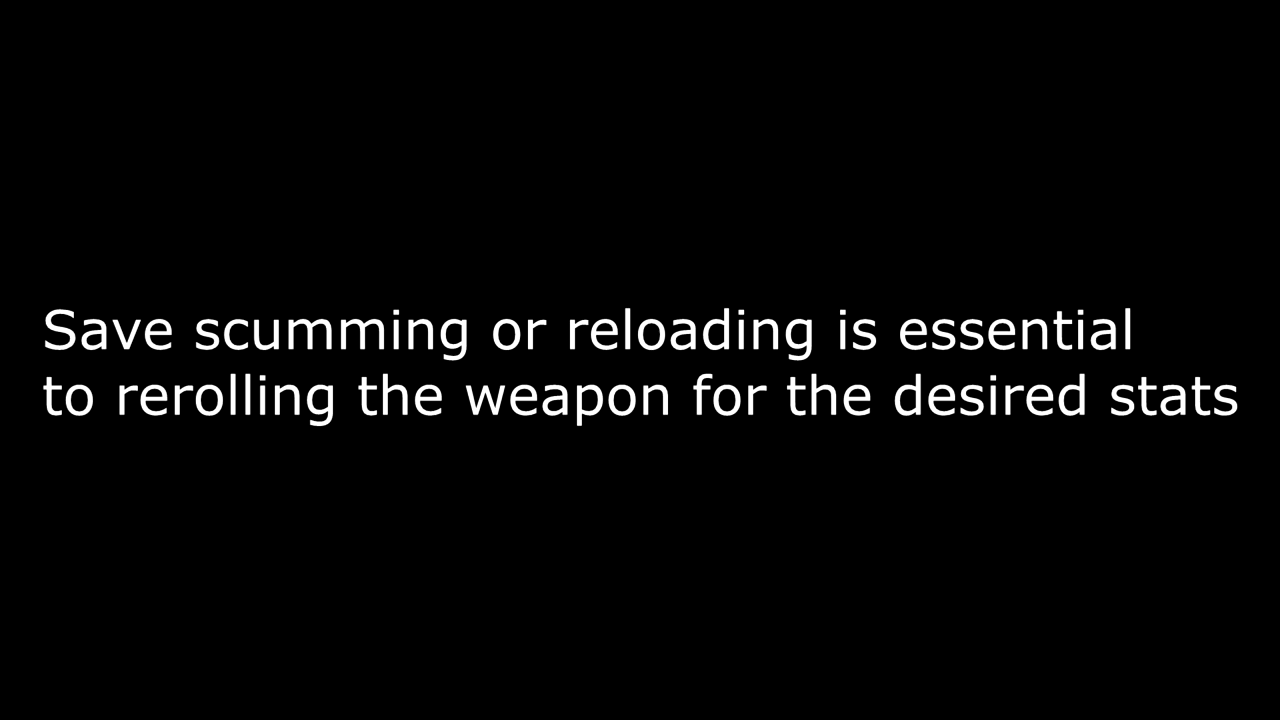 Save scumming or reloading is essential
to rerolling the weapon for the desired stats